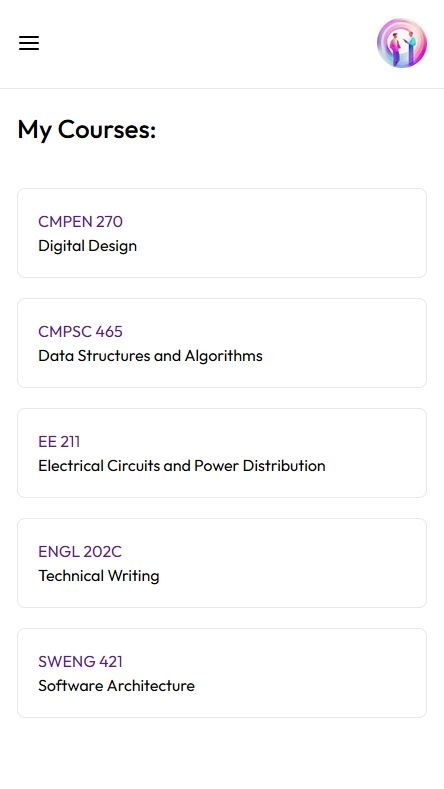 My Courses:
CMPEN 270
Digital Design
CMPSC 465
Data Structures and Algorithms
EE 211
Electrical Circuits and Power Distribution
ENGL 202C
Technical Writing
SWENG 421
Software Architecture